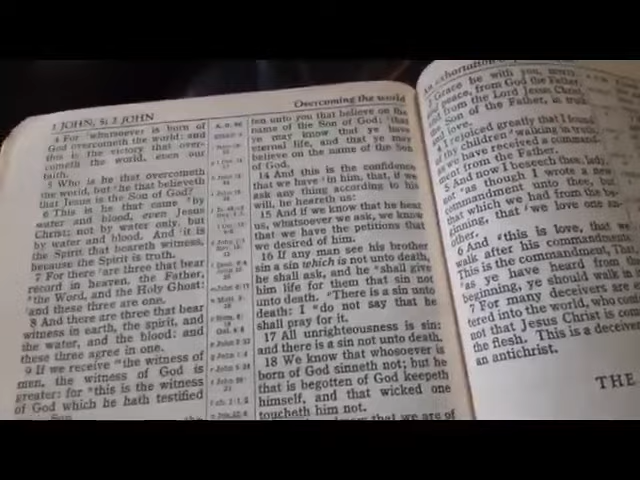 1 JOHN, 5; 2 JOHN
Overcoming the world
4 For whatsoever is born of
God overcometh the world: and
this is the victory that over-
cometh the world, even our
faith.
5 Who is he that overcometh
the world, but he that believeth
that Jesus is the Son of God?
6 This is he that came by
water and blood, even Jesus
Christ; not by water only, but
by water and blood. And it is
the Spirit that beareth witness,
because the Spirit is truth.
7 For there are three that bear
record in heaven, the Father,
the Word, and the Holy Ghost:
and these three are one.
8 And there are three that bear
witness in earth, the spirit, and
the water, and the blood: and
these three agree in one.
9 If we receive the witness of
men, the witness of God is
greater: for this is the witness
of God which he hath testified
Son.
ten unto you that believe on the
name of the Son of God; that
ye may know that ye have
eternal life, and that ye may
believe on the name of the Son
of God.
14 And this is the confidence
that we have in him, that, if we
ask any thing according to his
will, he heareth us:
15 And if we know that he hear
us, whatsoever we ask, we know
that we have the petitions that
we desired of him.
16 If any man see his brother
sin a sin which is not unto death,
he shall ask, and he shall give
him life for them that sin not
unto death. There is a sin unto
death: I do not say that he
shall pray for it.
17 All unrighteousness is sin:
and there is a sin not unto death.
18 We know that whosoever is
born of God sinneth not; but he
that is begotten of God keepeth
himself, and that wicked one
toucheth him not.
know that we are of
An exhortation
3 Grace be with you, mercy,
and peace, from God the Father,
and from the Lord Jesus Christ,
the Son of the Father, in truth
and love.
4 I rejoiced greatly that I found
of thy children walking in truth,
as we have received a command-
ment from the Father.
5 And now I beseech thee, lady,
not as though I wrote a new
commandment unto thee, but
that which we had from the be-
ginning, that we love one an-
other.
6 And this is love, that we
walk after his commandments.
This is the commandment, That,
as ye have heard from the
beginning, ye should walk in it.
7 For many deceivers are en-
tered into the world, who confess
not that Jesus Christ is come in
the flesh. This is a deceiver and
an antichrist.
THE